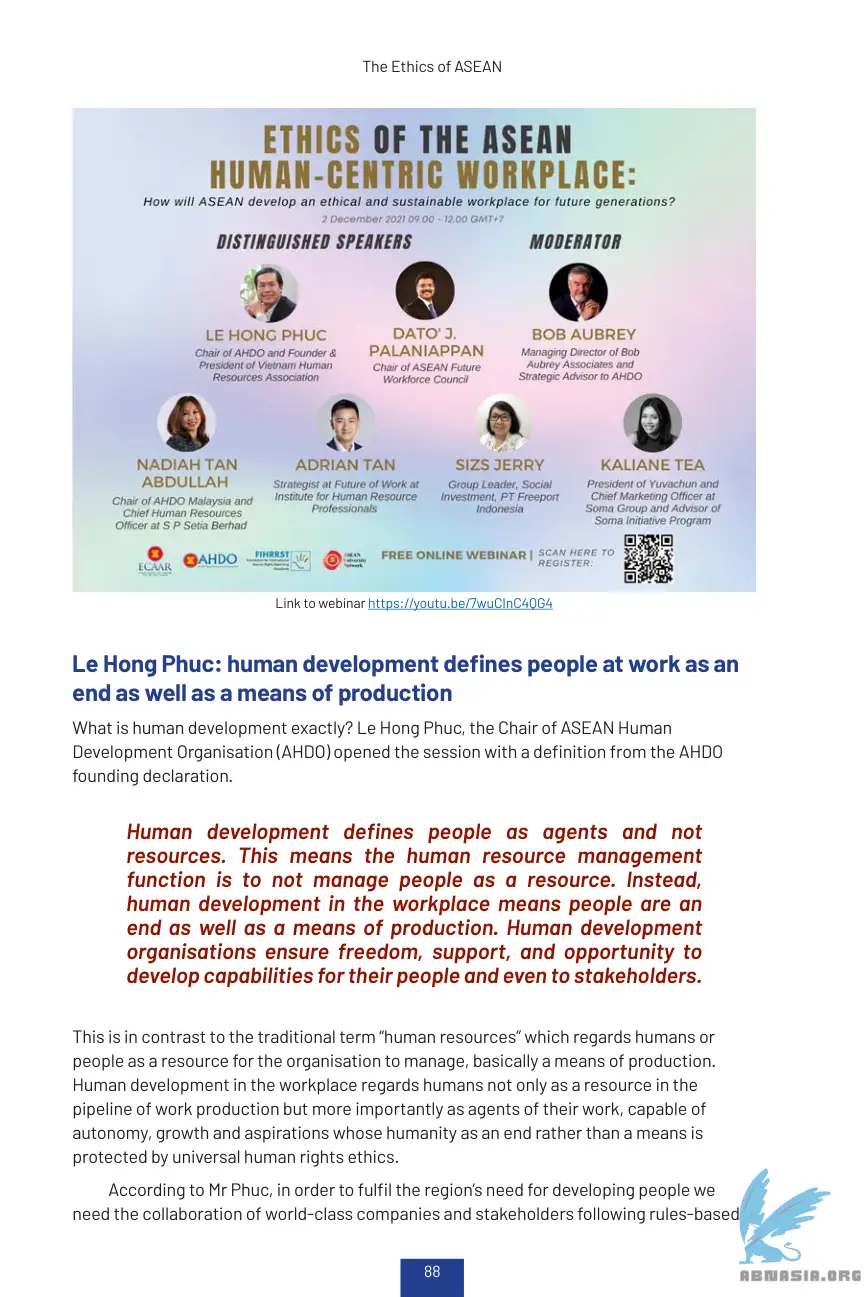 The Ethics of ASEAN
ETHICS OF THE ASEAN
HUMAN-CENTRIC WORKPLACE:
How will ASEAN develop an ethical and sustainable workplace for future generations?
2 December 2021 09.00 - 12.00 GMT+7
DISTINGUISHED SPEAKERS
MODERATOR
LE HONG PHUC
Chair of AHDO and Founder &
President of Vietnam Human
Resources Association
DATO' J.
PALANIAPPAN
Chair of ASEAN Future
Workforce Council
BOB AUBREY
Managing Director of Bob
Aubrey Associates and
Strategic Advisor to AHDO
NADIAH TAN
ABDULLAH
Chair of AHDO Malaysia and
Chief Human Resources
Officer at S P Setia Berhad
ADRIAN TAN
Strategist at Future of Work at
Institute for Human Resource
Professionals
SIZS JERRY
Group Leader, Social
Investment, PT Freeport
Indonesia
KALIANE TEA
President of Yuvachun and
Chief Marketing Officer at
Soma Group and Advisor of
Soma Initiative Program
ECAAR
AHDO
FIHRRST
ASEAN
University
Network
FREE ONLINE WEBINAR |
SCAN HERE TO
REGISTER:
Link to webinar https://youtu.be/7wuCInC4QG4
Le Hong Phuc: human development defines people at work as an
end as well as a means of production
What is human development exactly? Le Hong Phuc, the Chair of ASEAN Human
Development Organisation (AHDO) opened the session with a definition from the AHDO
founding declaration.
Human development defines people as agents and not
resources. This means the human resource management
function is to not manage people as a resource. Instead,
human development in the workplace means people are an
end as well as a means of production. Human development
organisations ensure freedom, support, and opportunity to
develop capabilities for their people and even to stakeholders.
This is in contrast to the traditional term “human resources” which regards humans or
people as a resource for the organisation to manage, basically a means of production.
Human development in the workplace regards humans not only as a resource in the
pipeline of work production but more importantly as agents of their work, capable of
autonomy, growth and aspirations whose humanity as an end rather than a means is
protected by universal human rights ethics.
According to Mr Phuc, in order to fulfil the region’s need for developing people we
need the collaboration of world-class companies and stakeholders following rules-based
88
ABNASIA.ORG